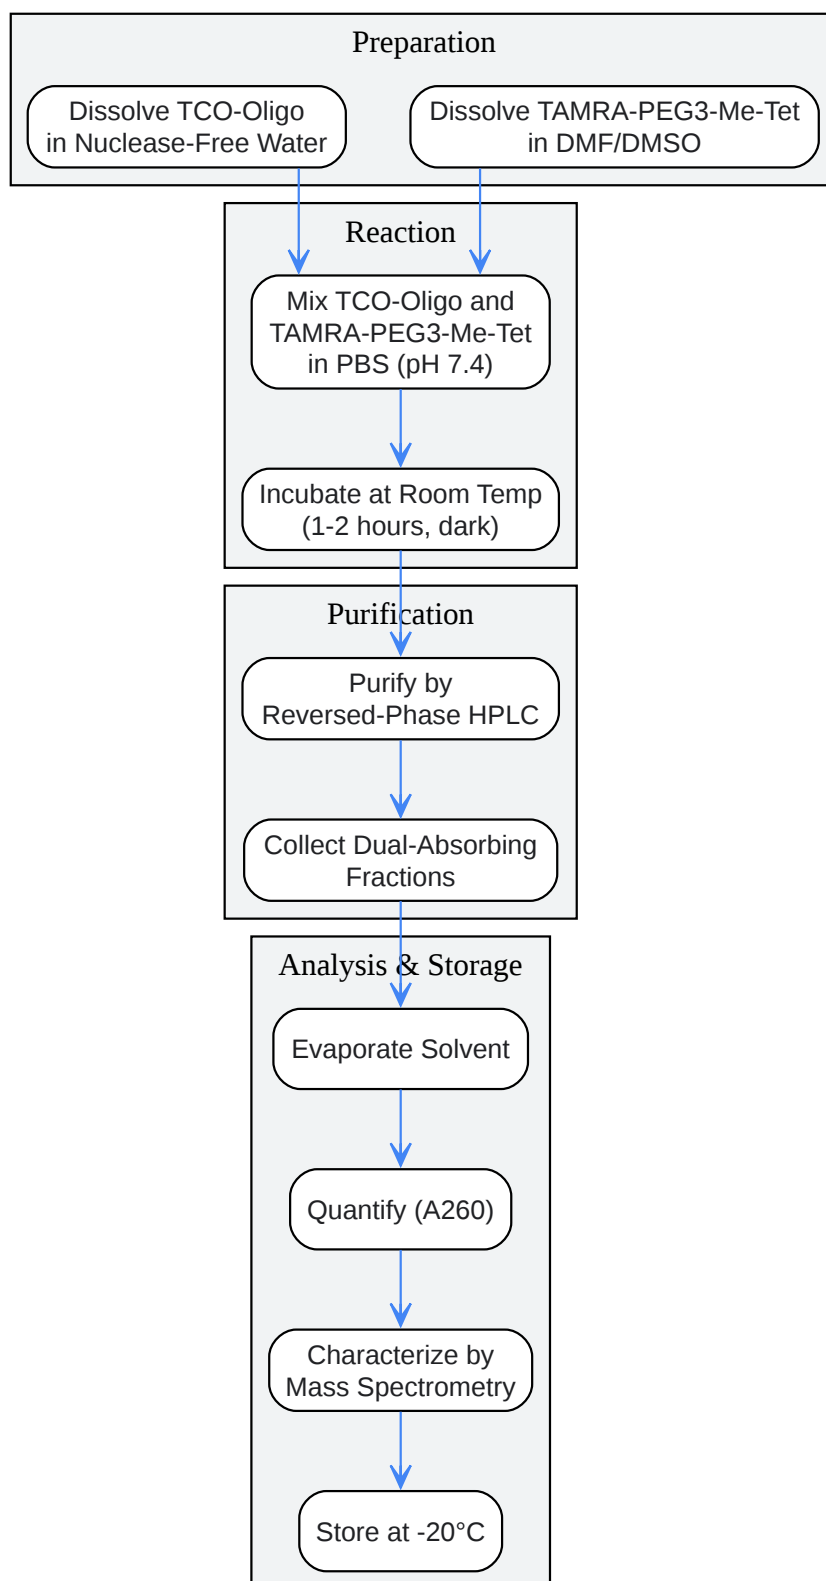 Preparation
Dissolve TCO-Oligo
in Nuclease-Free Water
Dissolve TAMRA-PEG3-Me-Tet
in DMF/DMSO
Reaction
Mix TCO-Oligo and
TAMRA-PEG3-Me-Tet
in PBS (pH 7.4)
Incubate at Room Temp
(1-2 hours, dark)
Purification
Purify by
Reversed-Phase HPLC
Collect Dual-Absorbing
Fractions
Analysis & Storage
Evaporate Solvent
Quantify (A260)
Characterize by
Mass Spectrometry
Store at -20°C